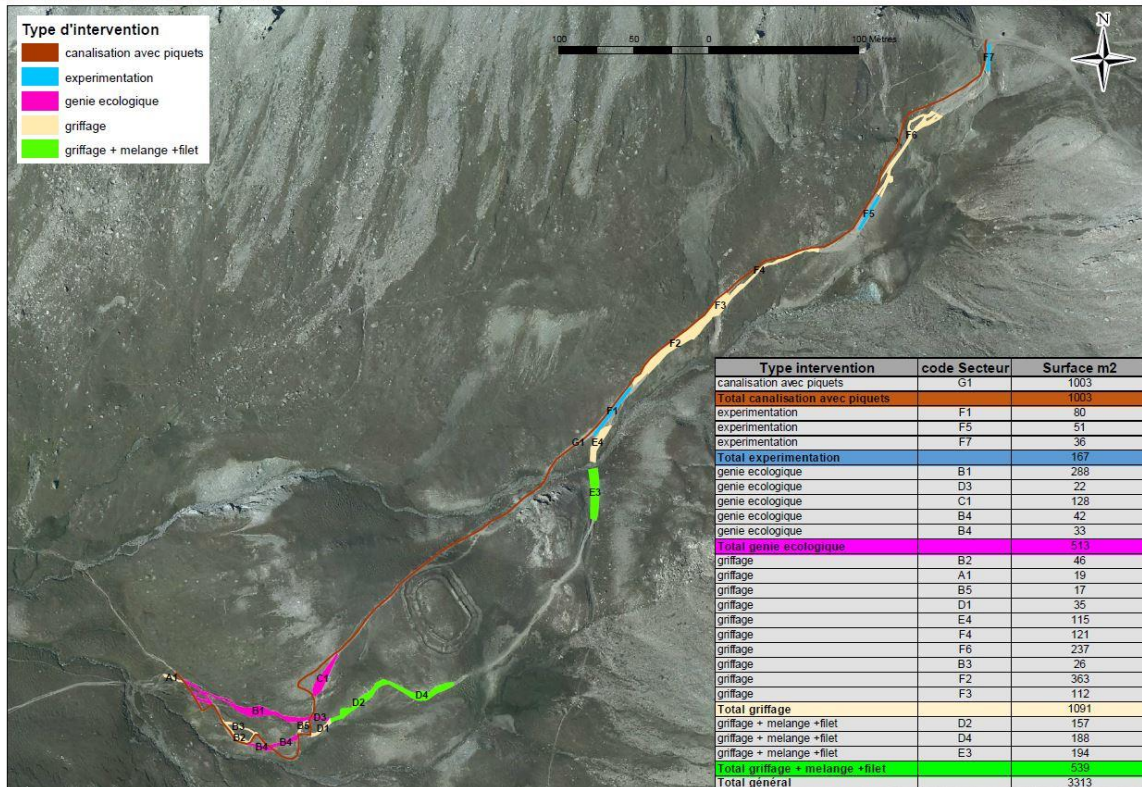 Type d'intervention
canalisation avec piquets
experimentation
genie ecologique
griffage
griffage + melange +filet
100 50 0 100 Mètres
N
F7
F6
F5
F4
F3
F2
F1
G1 E4
E3
C1
A1
D2 D4
B1
D3
B3 B5 D1
B2
B4 B4
Type intervention code Secteur Surface m2
canalisation avec piquets G1 1003
Total canalisation avec piquets 1003
experimentation F1 80
experimentation F5 51
experimentation F7 36
Total experimentation 167
genie ecologique B1 288
genie ecologique D3 22
genie ecologique C1 128
genie ecologique B4 42
genie ecologique B4 33
Total genie ecologique 513
griffage B2 46
griffage A1 19
griffage B5 17
griffage D1 35
griffage E4 115
griffage F4 121
griffage F6 237
griffage B3 26
griffage F2 363
griffage F3 112
Total griffage 1091
griffage + melange +filet D2 157
griffage + melange +filet D4 188
griffage + melange +filet E3 194
Total griffage + melange +filet 539
Total général 3313